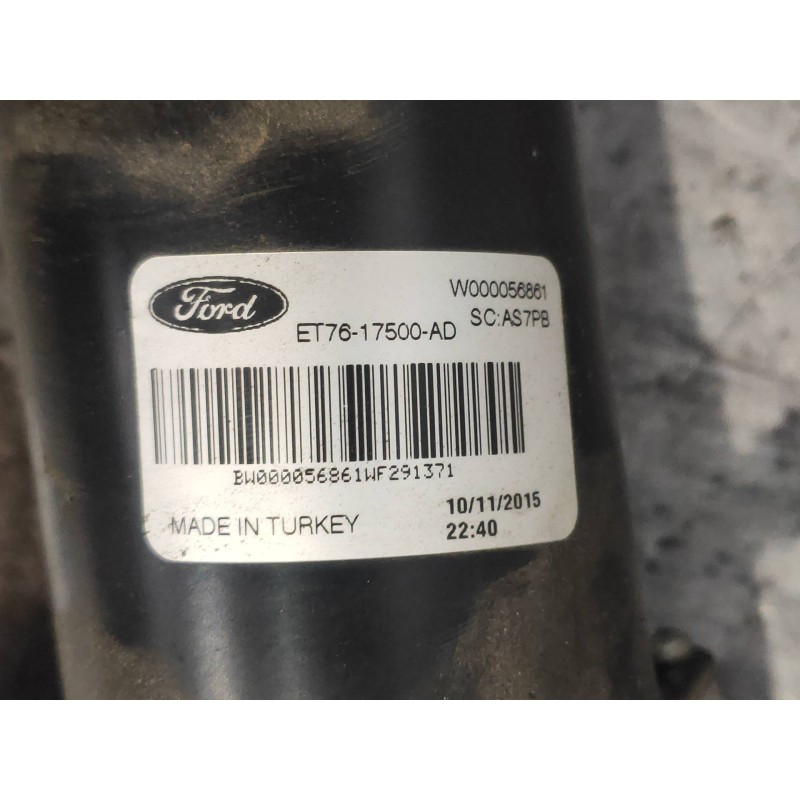 Ford
W000056861
ET76-17500-AD
SC:AS7PB
BW000056861WF291371
MADE IN TURKEY
10/11/2015
22:40